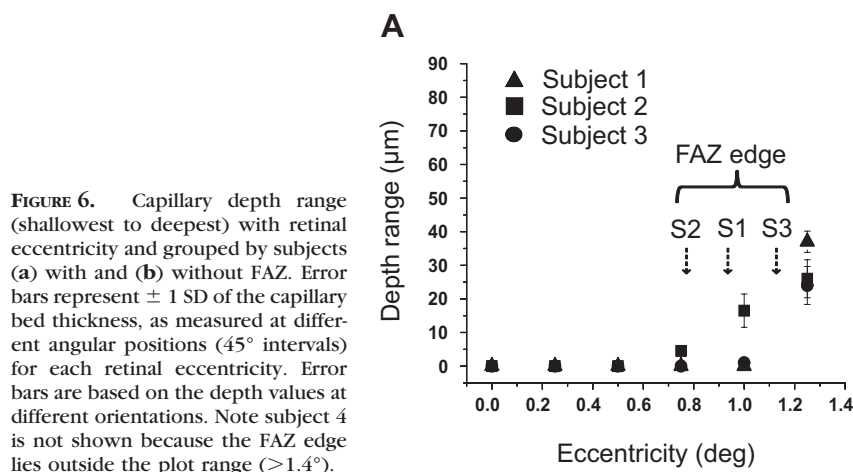 A
90
80
70
60
50
40
30
20
10
0
Depth range (µm)
Subject 1
Subject 2
Subject 3
FAZ edge
S2 S1 S3
0.0 0.2 0.4 0.6 0.8 1.0 1.2 1.4
Eccentricity (deg)
FIGURE 6. Capillary depth range
(shallowest to deepest) with retinal
eccentricity and grouped by subjects
(a) with and (b) without FAZ. Error
bars represent ± 1 SD of the capillary
bed thickness, as measured at differ-
ent angular positions (45° intervals)
for each retinal eccentricity. Error
bars are based on the depth values at
different orientations. Note subject 4
is not shown because the FAZ edge
lies outside the plot range (>1.4°).